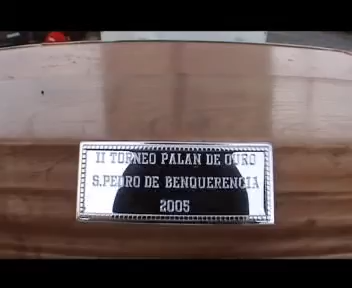 II TORNEO PALAN DE OURO
S.PEDRO DE BENQUERENCIA
2005